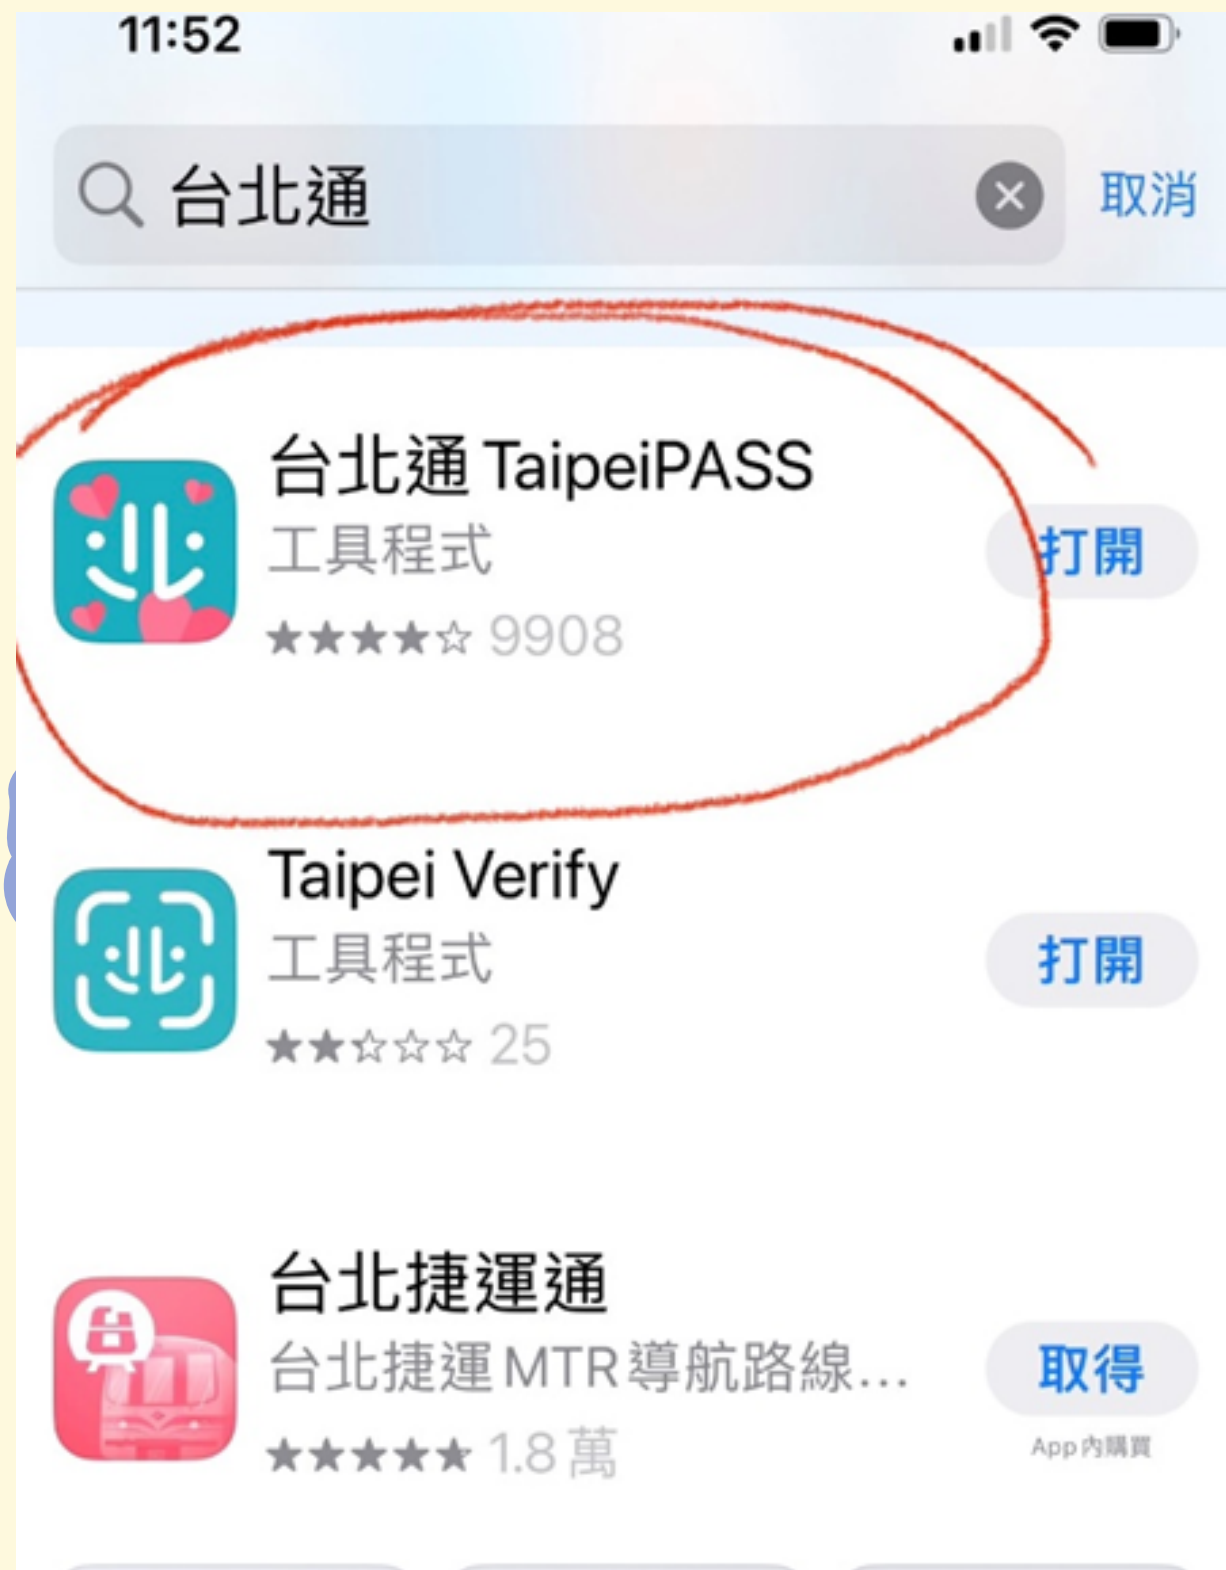 11:52
台北通
取消
台北通 TaipeiPASS
工具程式
9908
打開
Taipei Verify
工具程式
25
打開
台北捷運通
台北捷運MTR導航路線...
1.8萬
取得
App內購買